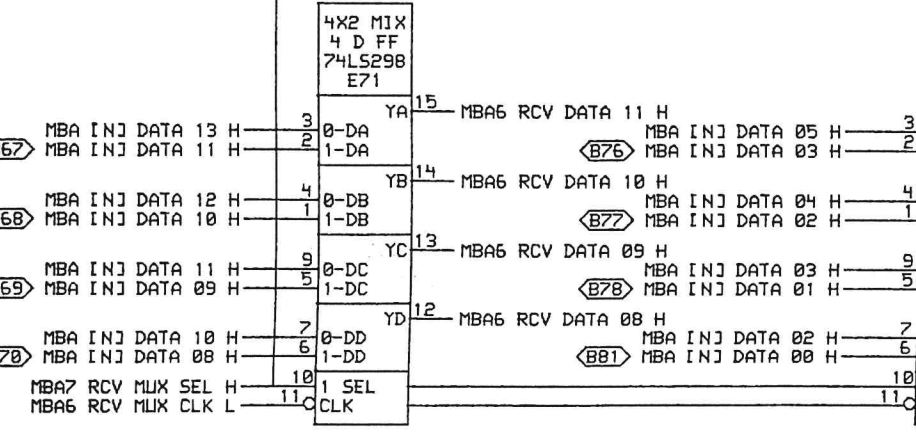 4X2 MIX
4 D FF
74LS298
E71
YA 15 MBA6 RCV DATA 11 H
MBA [N] DATA 13 H 3 0-DA
67 MBA [N] DATA 11 H 2 1-DA
MBA [N] DATA 05 H 3
B76 MBA [N] DATA 03 H 2
YB 14 MBA6 RCV DATA 10 H
MBA [N] DATA 12 H 4 0-DB
68 MBA [N] DATA 10 H 1 1-DB
MBA [N] DATA 04 H 4
B77 MBA [N] DATA 02 H 1
YC 13 MBA6 RCV DATA 09 H
MBA [N] DATA 11 H 9 0-DC
69 MBA [N] DATA 09 H 5 1-DC
MBA [N] DATA 03 H 9
B78 MBA [N] DATA 01 H 5
YD 12 MBA6 RCV DATA 08 H
MBA [N] DATA 10 H 7 0-DD
70 MBA [N] DATA 08 H 6 1-DD
MBA [N] DATA 02 H 7
B81 MBA [N] DATA 00 H 6
MBA7 RCV MUX SEL H 10 1 SEL 10
MBA6 RCV MUX CLK L 11 CLK 11